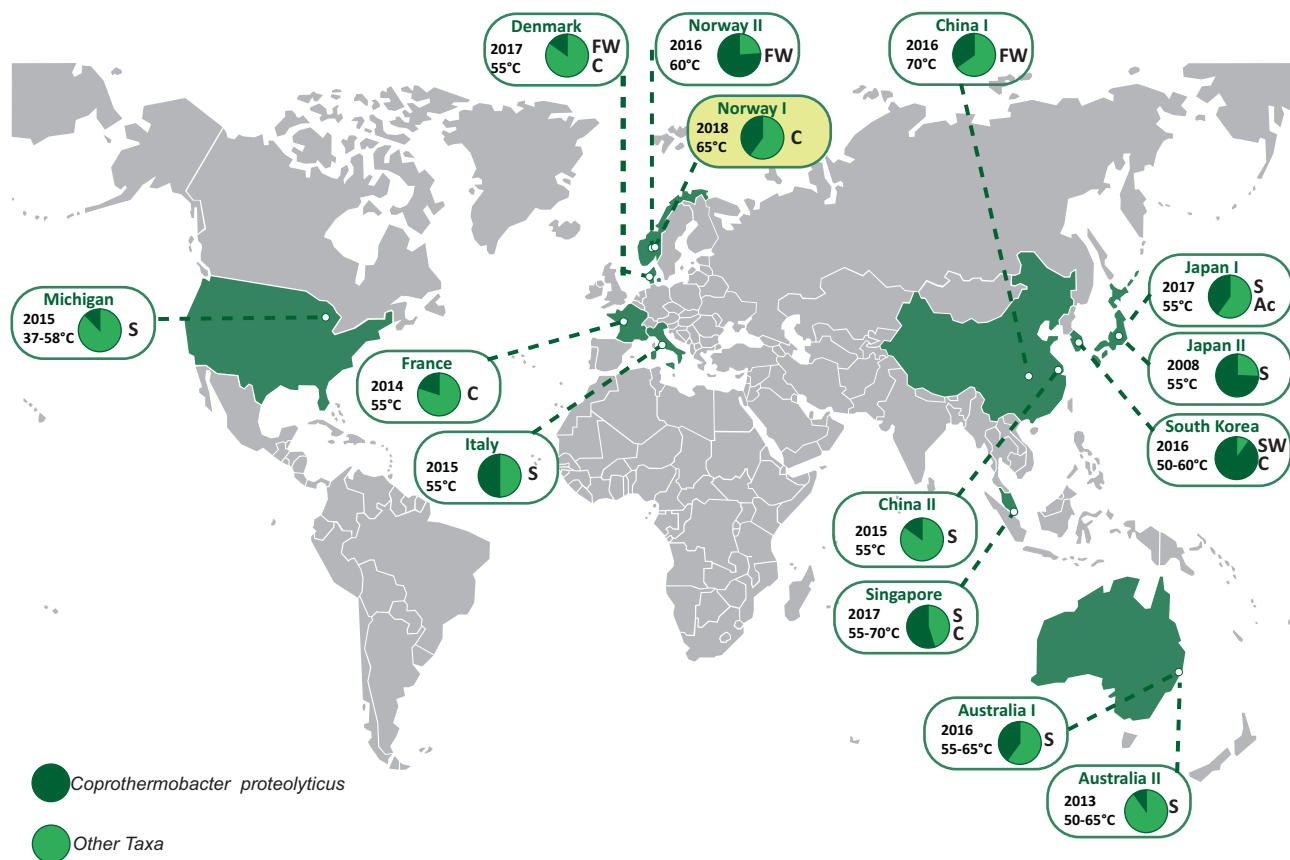 Denmark
2017
55°C
FW
C
Norway II
2016
60°C
FW
China I
2016
70°C
FW
Norway I
2018
65°C
C
Michigan
2015
37-58°C
S
France
2014
55°C
C
Italy
2015
55°C
S
Japan I
2017
55°C
S
Ac
Japan II
2008
55°C
S
South Korea
2016
50-60°C
SW
C
China II
2015
55°C
S
Singapore
2017
55-70°C
S
C
Australia I
2016
55-65°C
S
Australia II
2013
50-65°C
S
Coprothermobacter proteolyticus
Other Taxa